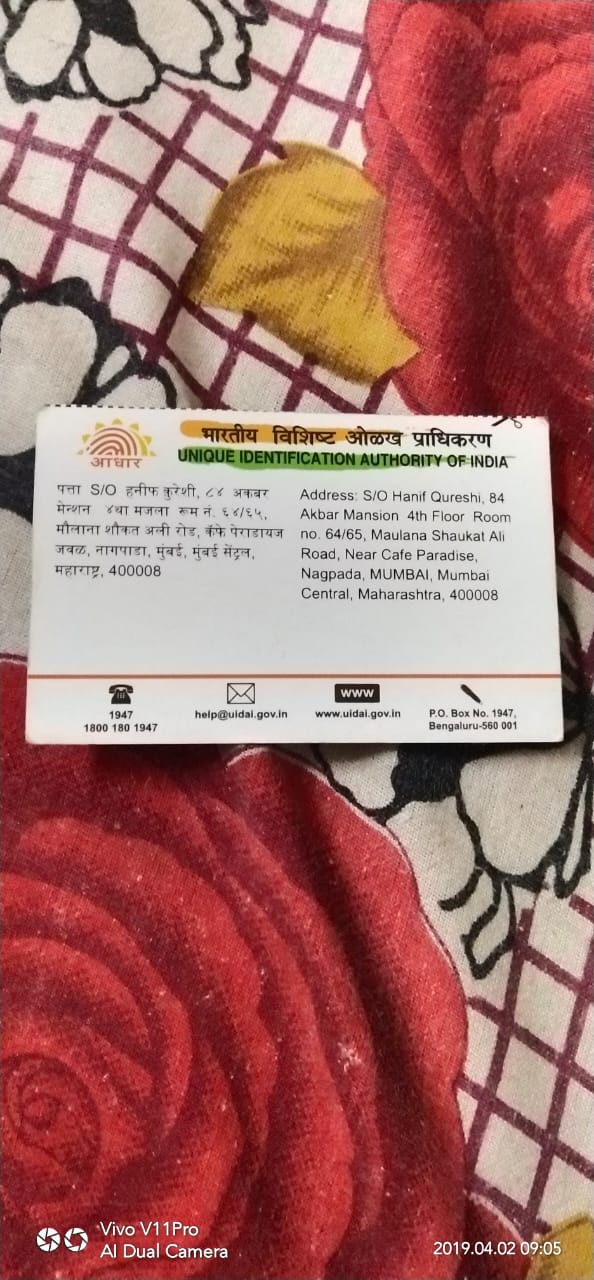 भारतीय विशिष्ट ओळख प्राधिकरण
UNIQUE IDENTIFICATION AUTHORITY OF INDIA
आधार
पत्ता S/O हनीफ कुरेशी, ८४ अकबर
मेन्शन ४था मजला रूम नं. ६४/६५,
मौलाना शौकत अली रोड, कॅफे पेराडायज
जवळ, नागपाडा, मुंबई, मुंबई सेंट्रल,
महाराष्ट्र, 400008
Address: S/O Hanif Qureshi, 84
Akbar Mansion 4th Floor Room
no. 64/65, Maulana Shaukat Ali
Road, Near Cafe Paradise,
Nagpada, MUMBAI, Mumbai
Central, Maharashtra, 400008
1947
1800 180 1947
help@uidai.gov.in
www
www.uidai.gov.in
P.O. Box No. 1947,
Bengaluru-560 001
Vivo V11Pro
AI Dual Camera
2019.04.02 09:05